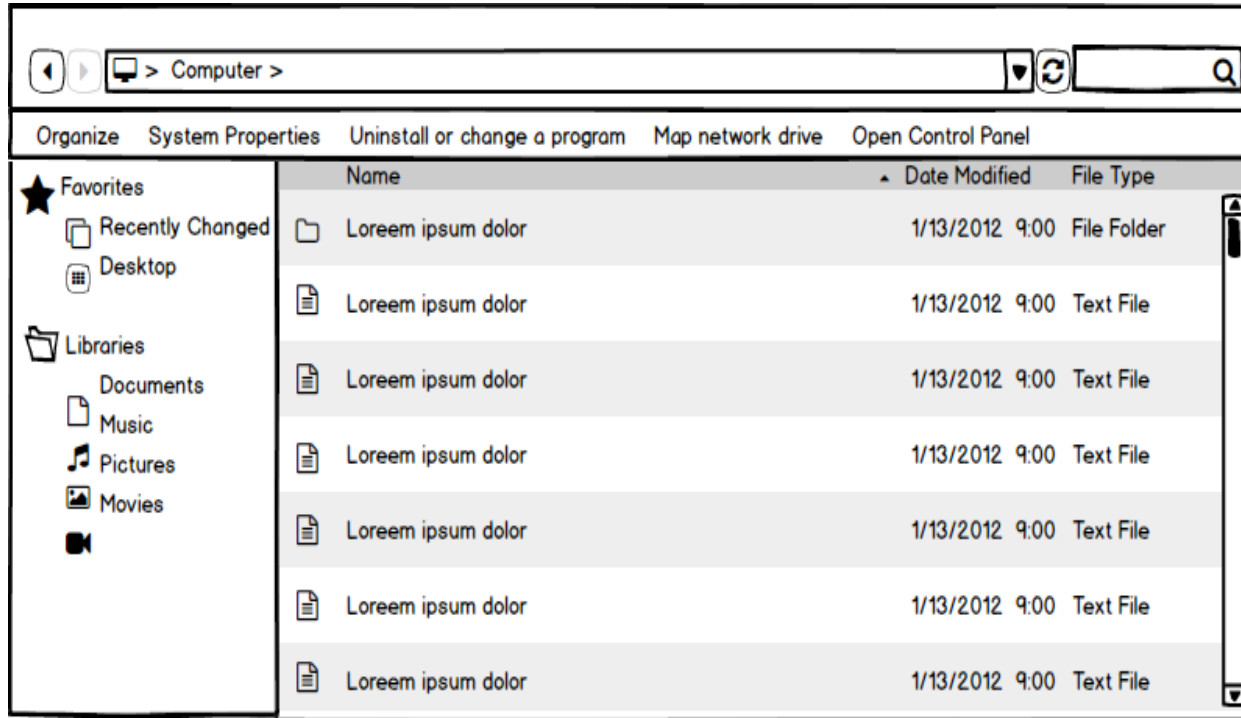 > Computer >
Organize System Properties Uninstall or change a program Map network drive Open Control Panel
Favorites
Recently Changed
Desktop
Libraries
Documents
Music
Pictures
Movies
Name Date Modified File Type
Loreem ipsum dolor 1/13/2012 9:00 File Folder
Loreem ipsum dolor 1/13/2012 9:00 Text File
Loreem ipsum dolor 1/13/2012 9:00 Text File
Loreem ipsum dolor 1/13/2012 9:00 Text File
Loreem ipsum dolor 1/13/2012 9:00 Text File
Loreem ipsum dolor 1/13/2012 9:00 Text File
Loreem ipsum dolor 1/13/2012 9:00 Text File